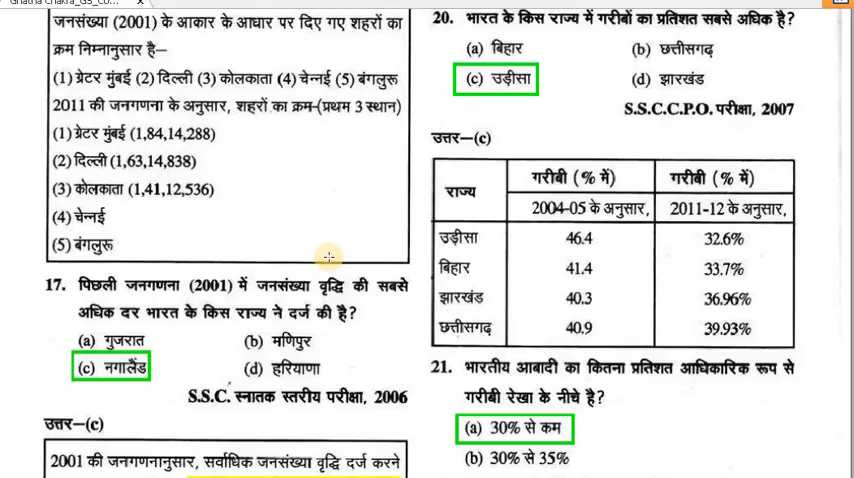 जनसंख्या (2001) के आकार के आधार पर दिए गए शहरों का
क्रम निम्नानुसार है–
(1) ग्रेटर मुंबई (2) दिल्ली (3) कोलकाता (4) चेन्नई (5) बंगलुरू
2011 की जनगणना के अनुसार, शहरों का क्रम–(प्रथम 3 स्थान)
(1) ग्रेटर मुंबई (1,84,14,288)
(2) दिल्ली (1,63,14,838)
(3) कोलकाता (1,41,12,536)
(4) चेन्नई
(5) बंगलुरू
17. पिछली जनगणना (2001) में जनसंख्या वृद्धि की सबसे
अधिक दर भारत के किस राज्य ने दर्ज की है?
(a) गुजरात (b) मणिपुर
(c) नगालैंड (d) हरियाणा
S.S.C. स्नातक स्तरीय परीक्षा, 2006
उत्तर–(c)
2001 की जनगणनानुसार, सर्वाधिक जनसंख्या वृद्धि दर्ज करने
20. भारत के किस राज्य में गरीबों का प्रतिशत सबसे अधिक है?
(a) बिहार (b) छत्तीसगढ़
(c) उड़ीसा (d) झारखंड
S.S.C.C.P.O. परीक्षा, 2007
उत्तर–(c)
राज्य गरीबी (% में) गरीबी (% में)
2004-05 के अनुसार, 2011-12 के अनुसार,
उड़ीसा 46.4 32.6%
बिहार 41.4 33.7%
झारखंड 40.3 36.96%
छत्तीसगढ़ 40.9 39.93%
21. भारतीय आबादी का कितना प्रतिशत आधिकारिक रूप से
गरीबी रेखा के नीचे है?
(a) 30% से कम
(b) 30% से 35%